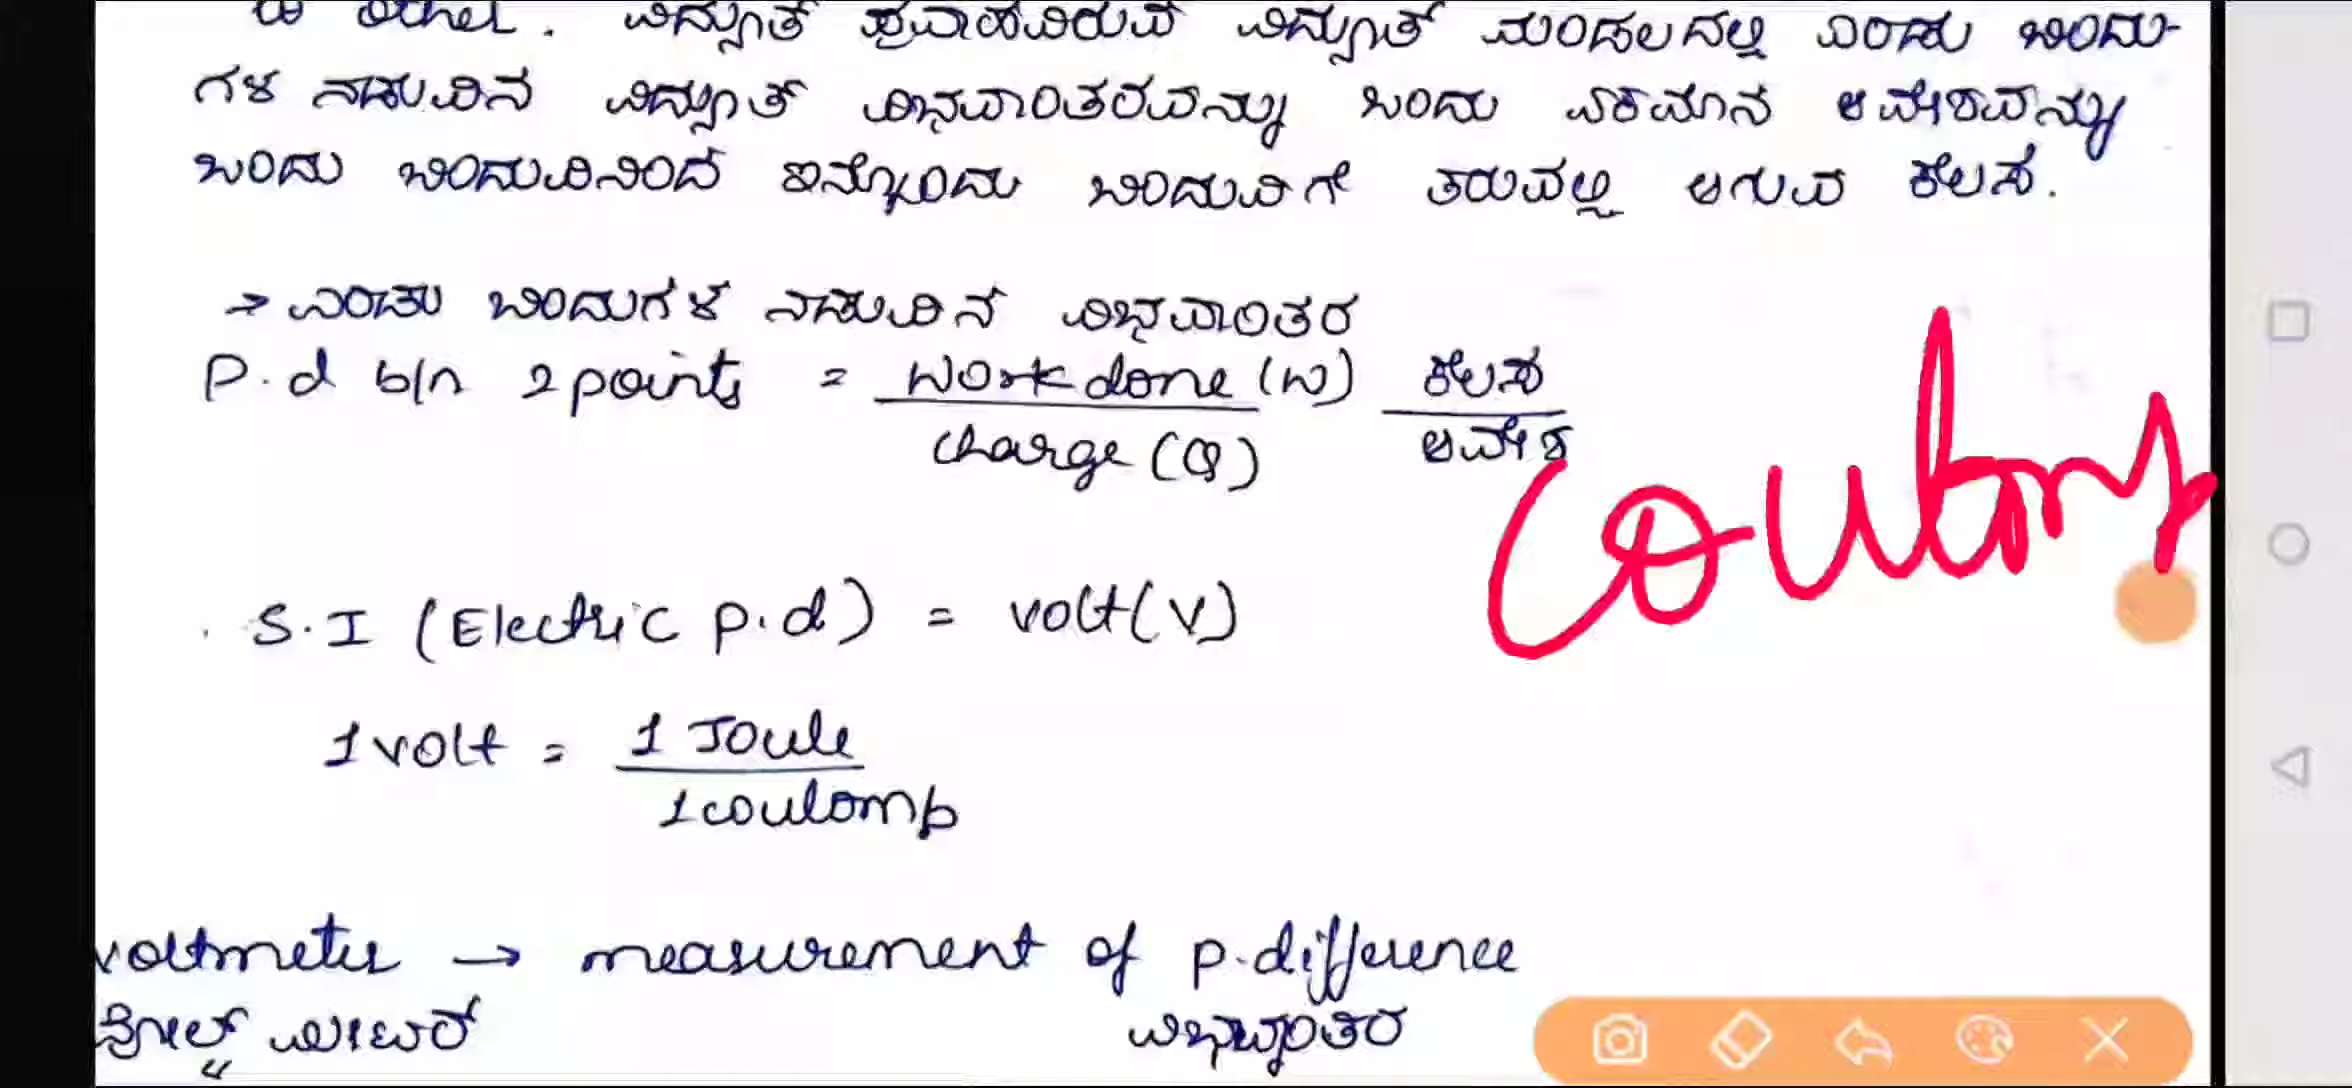 to other. ವಿದ್ಯುತ್ ಪ್ರವಾಹವಿರುವ ವಿದ್ಯುತ್ ಮಂಡಲದಲ್ಲಿ ಎರಡು ಬಿಂದು-
ಗಳ ನಡುವಿನ ವಿದ್ಯುತ್ ವಿಭವಾಂತರವನ್ನು ಒಂದು ಏಕಮಾನ ಆವೇಶವನ್ನು
ಒಂದು ಬಿಂದುವಿನಿಂದ ಇನ್ನೊಂದು ಬಿಂದುವಿಗೆ ತರುವಲ್ಲಿ ಆಗುವ ಕೆಲಸ.
→ ಎರಡು ಬಿಂದುಗಳ ನಡುವಿನ ವಿಭವಾಂತರ
P.d b/n 2 points = Work done (W) ಕೆಲಸ
charge (Q) ಆವೇಶ
coulomb
S.I (Electric p.d) = volt(V)
1 volt = 1 Joule
1 coulomb
voltmeter → measurement of p.difference
ವೋಲ್ಟ್ ಮೀಟರ್ ವಿಭವಾಂತರ